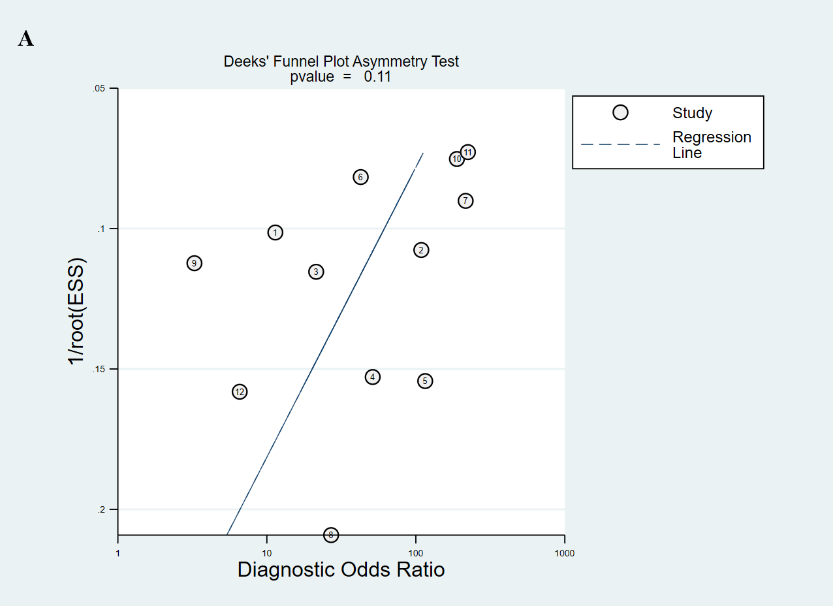 A
Deeks' Funnel Plot Asymmetry Test
pvalue = 0.11
.05
.1
.15
.2
1/root(ESS)
11
10
6
7
1
2
9
3
4
5
12
8
1
10
100
1000
Diagnostic Odds Ratio
Study
Regression
Line